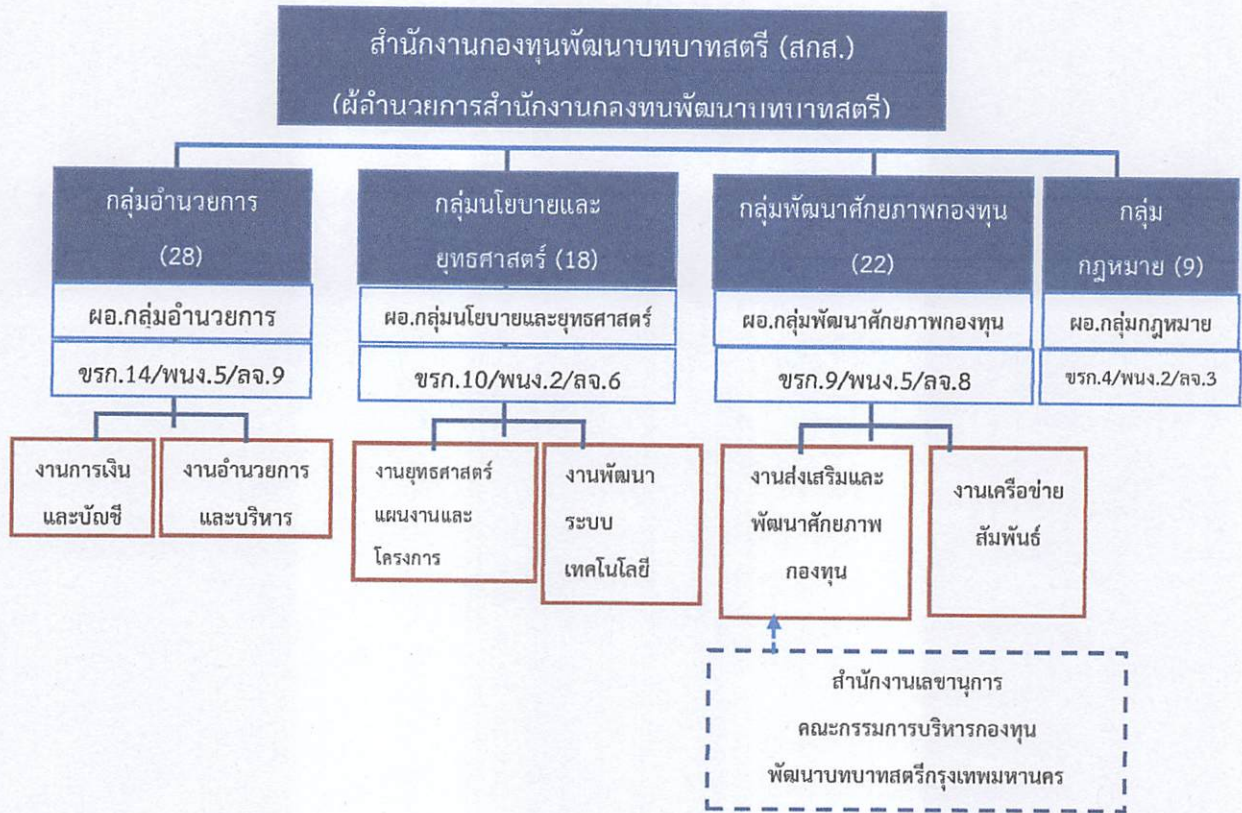 สำนักงานกองทุนพัฒนาบทบาทสตรี (สกส.)
(ผู้อำนวยการสำนักงานกองทุนพัฒนาบทบาทสตรี)
กลุ่มอำนวยการ
(28)
ผอ.กลุ่มอำนวยการ
ขรก.14/พนง.5/ลจ.9
งานการเงิน
และบัญชี
งานอำนวยการ
และบริหาร
กลุ่มนโยบายและ
ยุทธศาสตร์ (18)
ผอ.กลุ่มนโยบายและยุทธศาสตร์
ขรก.10/พนง.2/ลจ.6
งานยุทธศาสตร์
แผนงานและ
โครงการ
งานพัฒนา
ระบบ
เทคโนโลยี
กลุ่มพัฒนาศักยภาพกองทุน
(22)
ผอ.กลุ่มพัฒนาศักยภาพกองทุน
ขรก.9/พนง.5/ลจ.8
งานส่งเสริมและ
พัฒนาศักยภาพ
กองทุน
งานเครือข่าย
สัมพันธ์
สำนักงานเลขานุการ
คณะกรรมการบริหารกองทุน
พัฒนาบทบาทสตรีกรุงเทพมหานคร
กลุ่ม
กฎหมาย (9)
ผอ.กลุ่มกฎหมาย
ขรก.4/พนง.2/ลจ.3